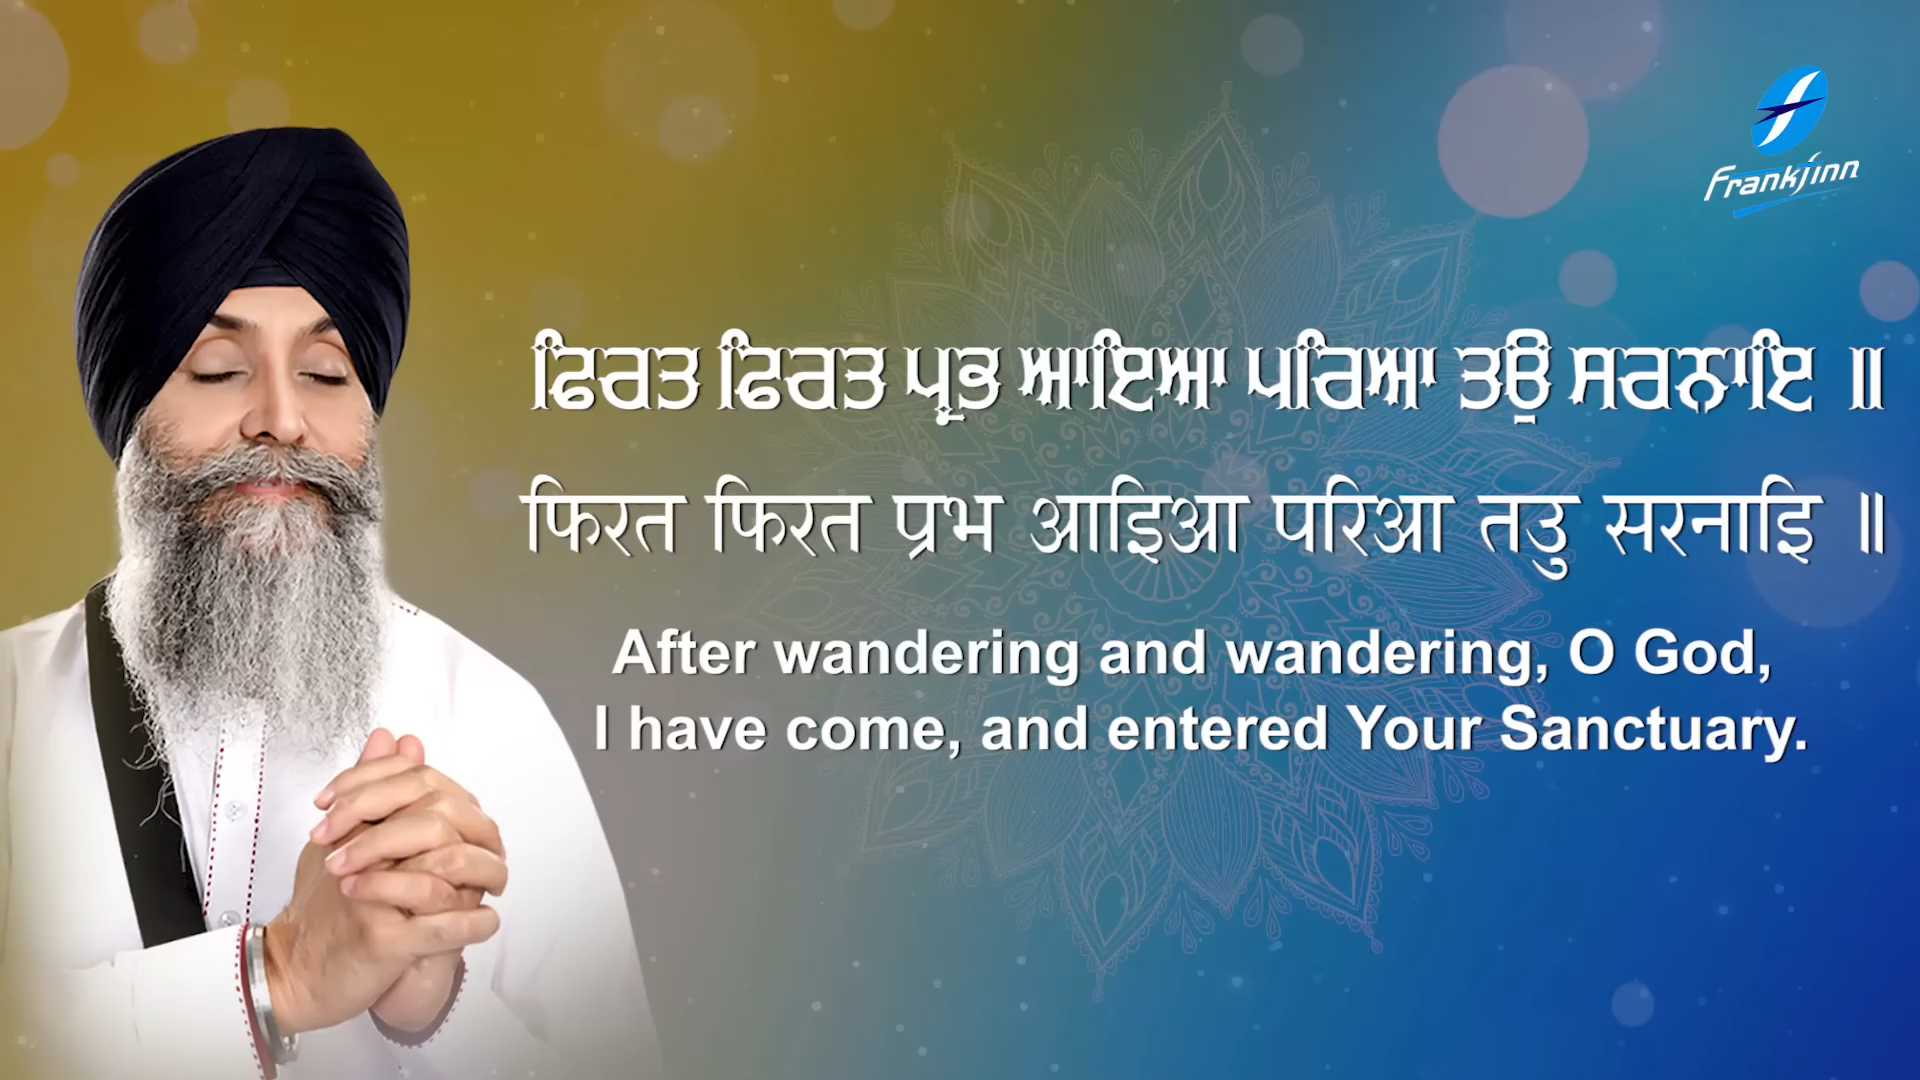 Frankfinn
ਫਿਰਤ ਫਿਰਤ ਪ੍ਰਭ ਆਇਆ ਪਰਿਆ ਤਉ ਸਰਨਾਇ ॥
फिरत फिरत प्रभ आइआ परिआ तउ सरनाइ ॥
After wandering and wandering, O God,
I have come, and entered Your Sanctuary.